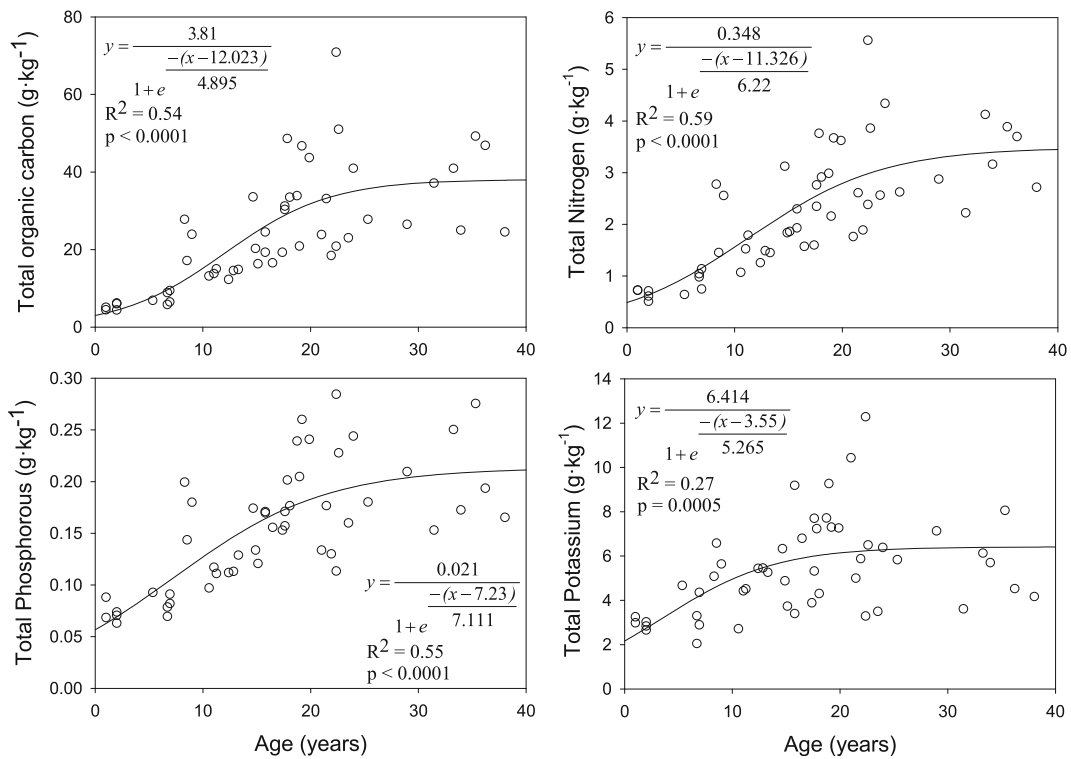 80
60
40
20
0
Total organic carbon (g·kg⁻¹)
y = 3.81
−(x−12.023)
4.895
1+e
R² = 0.54
p < 0.0001
0 10 20 30 40
6
5
4
3
2
1
0
Total Nitrogen (g·kg⁻¹)
y = 0.348
−(x−11.326)
6.22
1+e
R² = 0.59
p < 0.0001
0 10 20 30 40
0.30
0.25
0.20
0.15
0.10
0.05
0.00
Total Phosphorous (g·kg⁻¹)
y = 0.021
−(x−7.23)
7.111
1+e
R² = 0.55
p < 0.0001
0 10 20 30 40
Age (years)
14
12
10
8
6
4
2
0
Total Potassium (g·kg⁻¹)
y = 6.414
−(x−3.55)
5.265
1+e
R² = 0.27
p = 0.0005
0 10 20 30 40
Age (years)